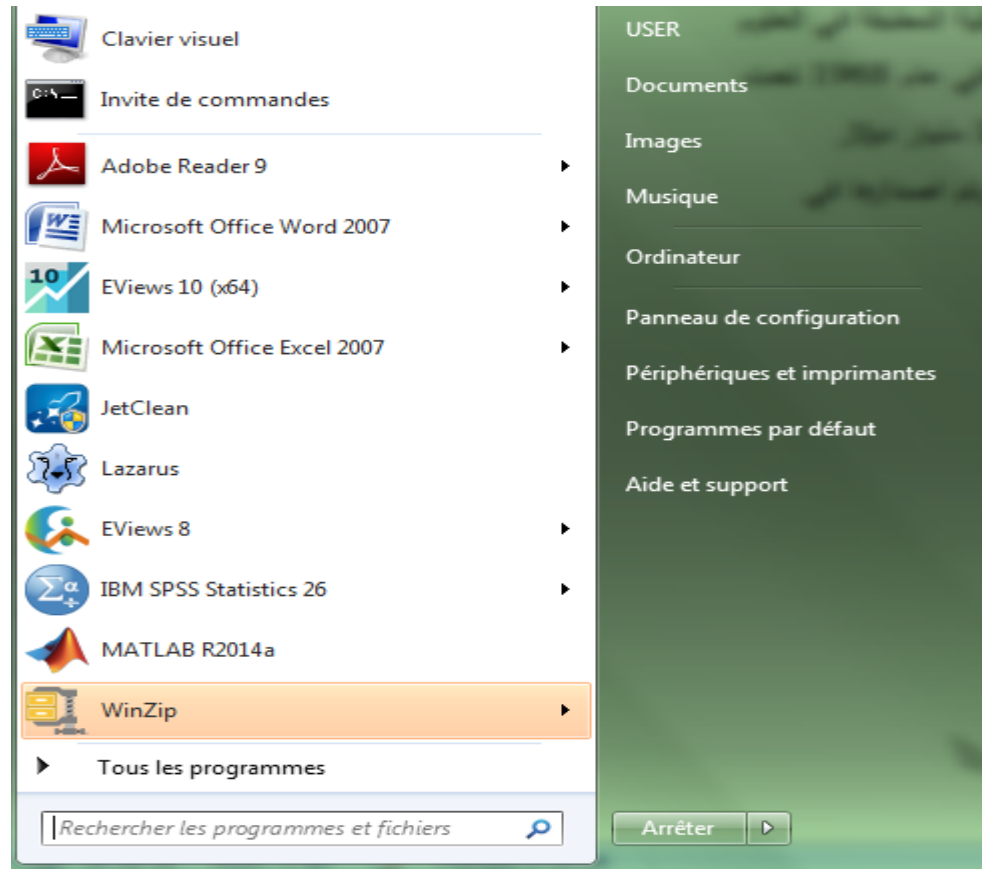 Clavier visuel
Invite de commandes
Adobe Reader 9
Microsoft Office Word 2007
10
EViews 10 (x64)
Microsoft Office Excel 2007
JetClean
Lazarus
EViews 8
IBM SPSS Statistics 26
MATLAB R2014a
WinZip
Tous les programmes
Rechercher les programmes et fichiers
USER
Documents
Images
Musique
Ordinateur
Panneau de configuration
Périphériques et imprimantes
Programmes par défaut
Aide et support
Arrêter